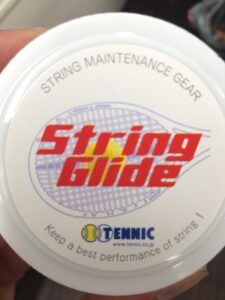 STRING MAINTENANCE GEAR
String
Glide
TENNIC
www.tennic.co.jp
Keep a best performance of string !